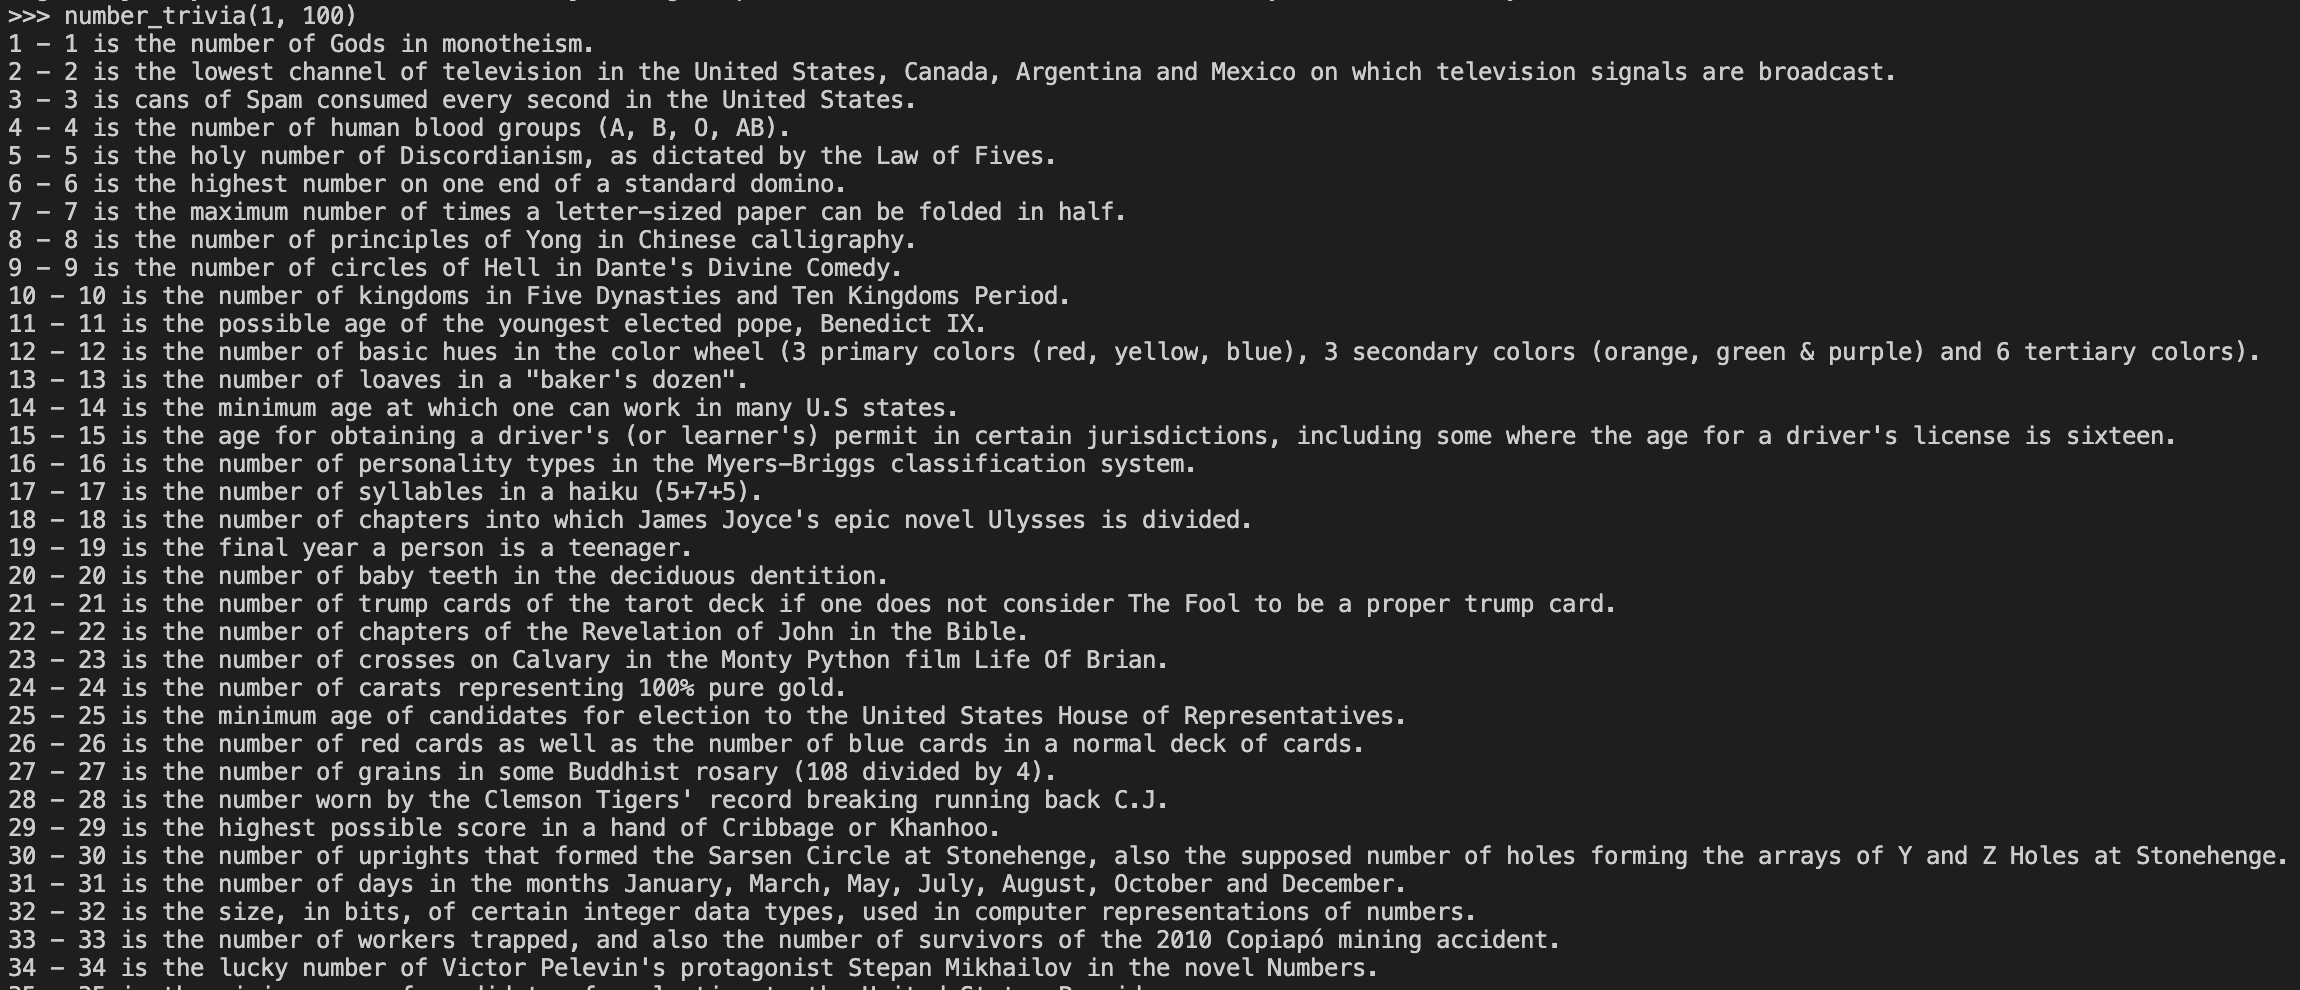 >>> number_trivia(1, 100)
1 – 1 is the number of Gods in monotheism.
2 – 2 is the lowest channel of television in the United States, Canada, Argentina and Mexico on which television signals are broadcast.
3 – 3 is cans of Spam consumed every second in the United States.
4 – 4 is the number of human blood groups (A, B, O, AB).
5 – 5 is the holy number of Discordianism, as dictated by the Law of Fives.
6 – 6 is the highest number on one end of a standard domino.
7 – 7 is the maximum number of times a letter–sized paper can be folded in half.
8 – 8 is the number of principles of Yong in Chinese calligraphy.
9 – 9 is the number of circles of Hell in Dante's Divine Comedy.
10 – 10 is the number of kingdoms in Five Dynasties and Ten Kingdoms Period.
11 – 11 is the possible age of the youngest elected pope, Benedict IX.
12 – 12 is the number of basic hues in the color wheel (3 primary colors (red, yellow, blue), 3 secondary colors (orange, green & purple) and 6 tertiary colors).
13 – 13 is the number of loaves in a "baker's dozen".
14 – 14 is the minimum age at which one can work in many U.S states.
15 – 15 is the age for obtaining a driver's (or learner's) permit in certain jurisdictions, including some where the age for a driver's license is sixteen.
16 – 16 is the number of personality types in the Myers–Briggs classification system.
17 – 17 is the number of syllables in a haiku (5+7+5).
18 – 18 is the number of chapters into which James Joyce's epic novel Ulysses is divided.
19 – 19 is the final year a person is a teenager.
20 – 20 is the number of baby teeth in the deciduous dentition.
21 – 21 is the number of trump cards of the tarot deck if one does not consider The Fool to be a proper trump card.
22 – 22 is the number of chapters of the Revelation of John in the Bible.
23 – 23 is the number of crosses on Calvary in the Monty Python film Life Of Brian.
24 – 24 is the number of carats representing 100% pure gold.
25 – 25 is the minimum age of candidates for election to the United States House of Representatives.
26 – 26 is the number of red cards as well as the number of blue cards in a normal deck of cards.
27 – 27 is the number of grains in some Buddhist rosary (108 divided by 4).
28 – 28 is the number worn by the Clemson Tigers' record breaking running back C.J.
29 – 29 is the highest possible score in a hand of Cribbage or Khanhoo.
30 – 30 is the number of uprights that formed the Sarsen Circle at Stonehenge, also the supposed number of holes forming the arrays of Y and Z Holes at Stonehenge.
31 – 31 is the number of days in the months January, March, May, July, August, October and December.
32 – 32 is the size, in bits, of certain integer data types, used in computer representations of numbers.
33 – 33 is the number of workers trapped, and also the number of survivors of the 2010 Copiapó mining accident.
34 – 34 is the lucky number of Victor Pelevin's protagonist Stepan Mikhailov in the novel Numbers.